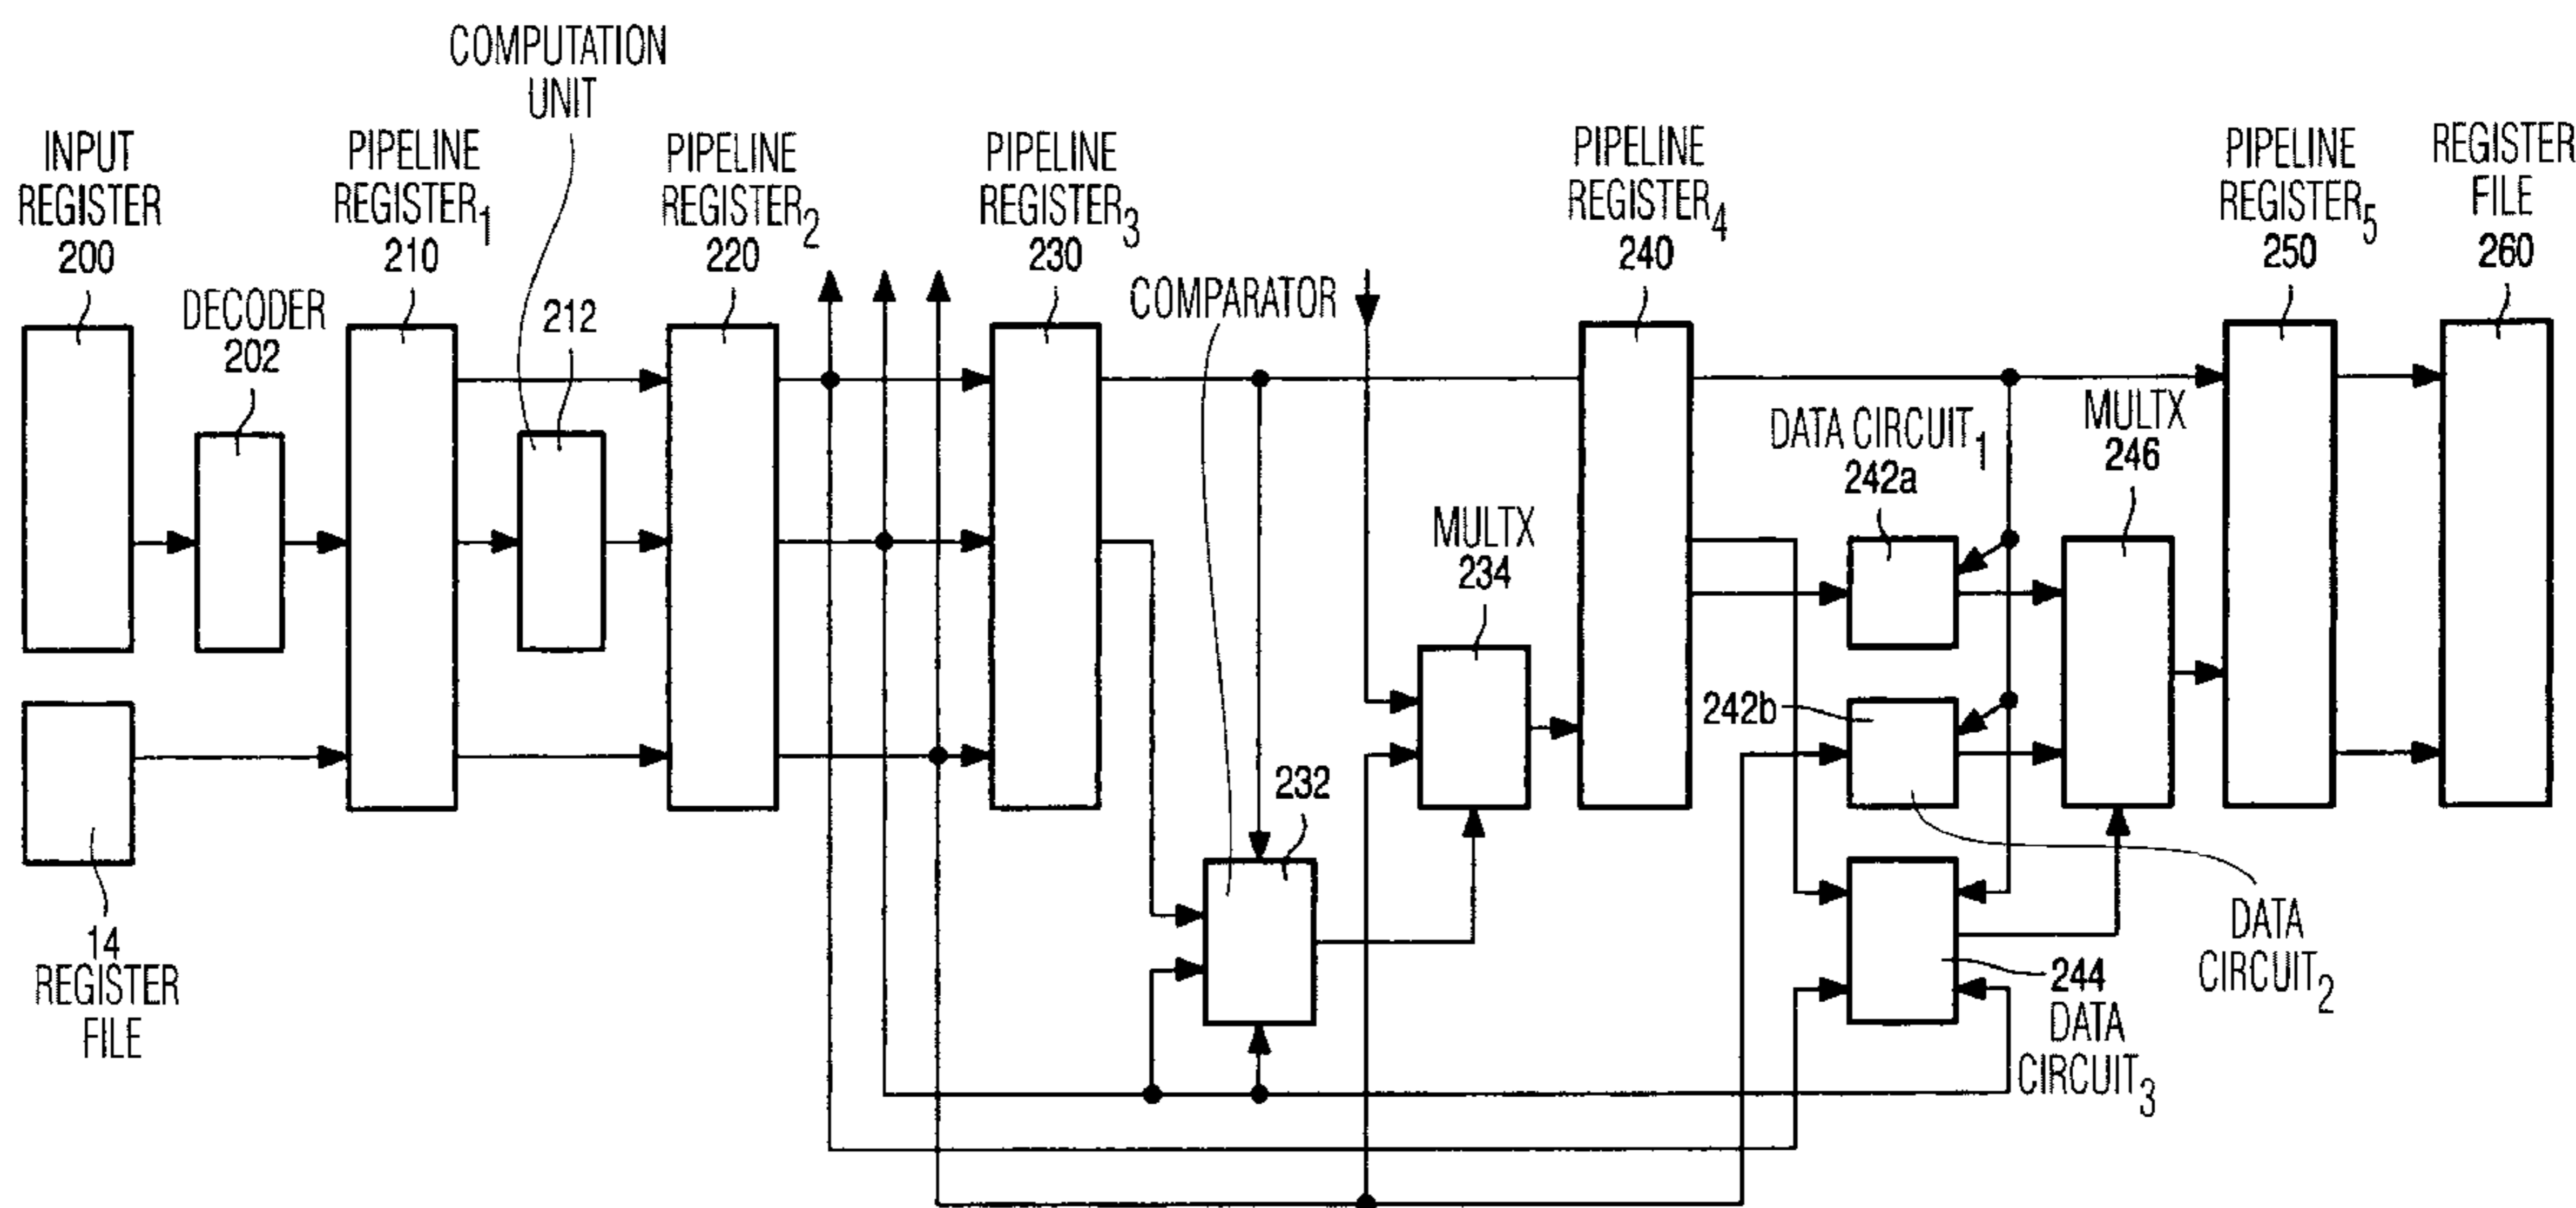 COMPUTATION
UNIT
INPUT
REGISTER
200
DECODER
202
PIPELINE
REGISTER1
210
212
PIPELINE
REGISTER2
220
PIPELINE
REGISTER3
230
COMPARATOR
232
MULTX
234
PIPELINE
REGISTER4
240
DATA CIRCUIT1
242a
242b
MULTX
246
PIPELINE
REGISTER5
250
REGISTER
FILE
260
14
REGISTER
FILE
DATA
CIRCUIT2
244
DATA
CIRCUIT3